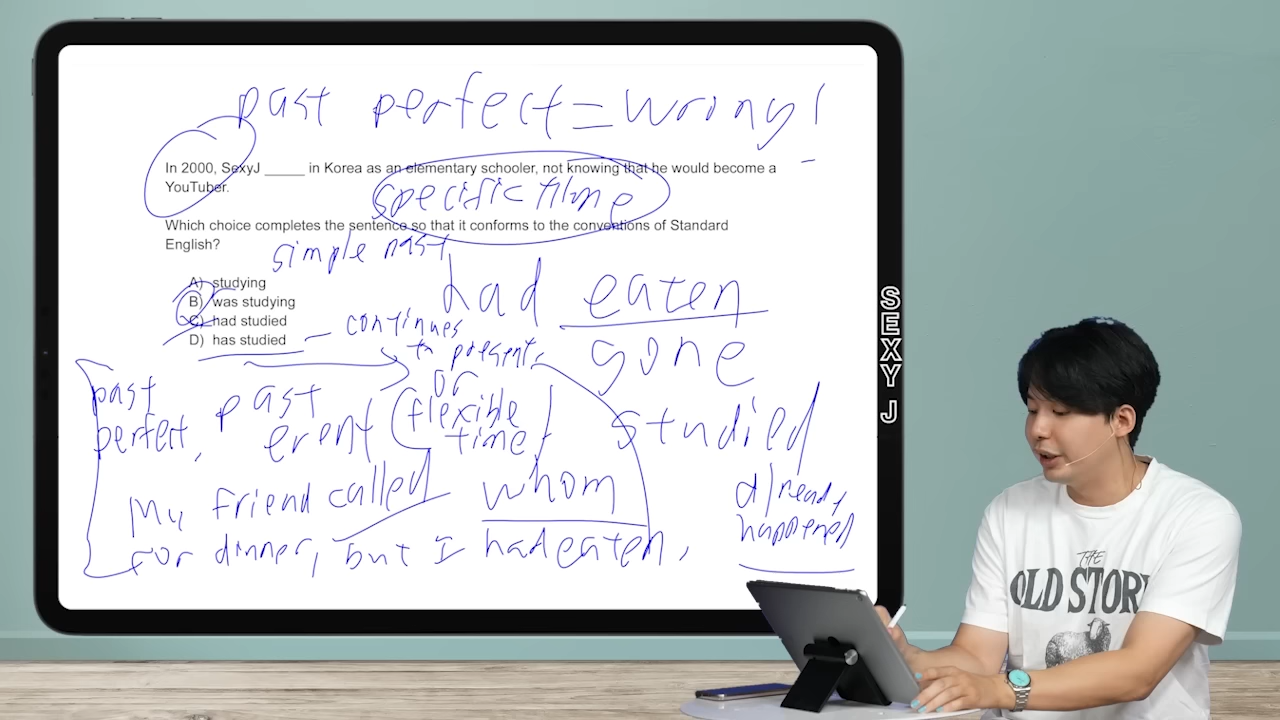 past perfect = wrong!
In 2000, SexyJ _____ in Korea as an elementary schooler, not knowing that he would become a
YouTuber.
specific time
Which choice completes the sentence so that it conforms to the conventions of Standard
English?
simple past
A) studying
B) was studying
C) had studied
D) has studied
continues
to present,
or
flexible
time
had eaten
gone
studied
past
perfect,
past
event
My friend called whom
for dinner, but I had eaten,
already
happened
SEXY J
THE
OLD STORY